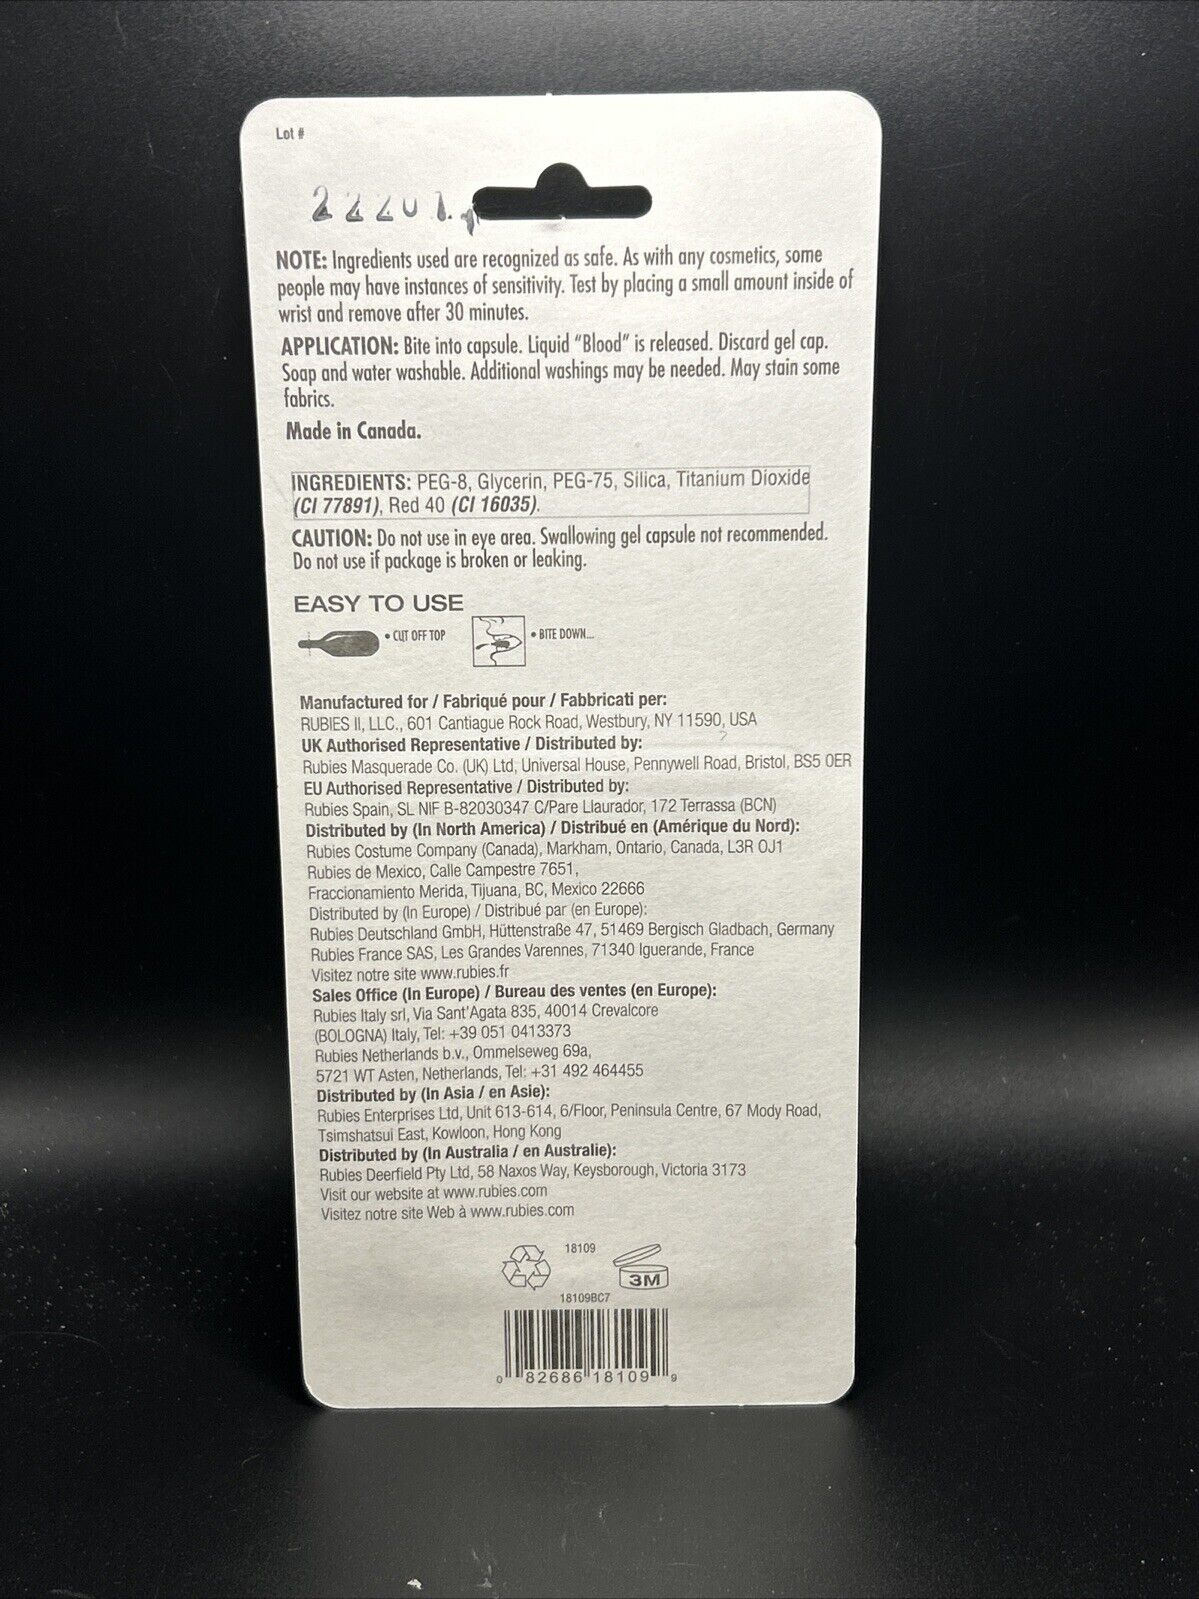 Lot #
22201
NOTE: Ingredients used are recognized as safe. As with any cosmetics, some
people may have instances of sensitivity. Test by placing a small amount inside of
wrist and remove after 30 minutes.
APPLICATION: Bite into capsule. Liquid "Blood" is released. Discard gel cap.
Soap and water washable. Additional washings may be needed. May stain some
fabrics.
Made in Canada.
INGREDIENTS: PEG-8, Glycerin, PEG-75, Silica, Titanium Dioxide
(CI 77891), Red 40 (CI 16035).
CAUTION: Do not use in eye area. Swallowing gel capsule not recommended.
Do not use if package is broken or leaking.
EASY TO USE
• CUT OFF TOP • BITE DOWN...
Manufactured for / Fabriqué pour / Fabbricati per:
RUBIES II, LLC., 601 Cantiague Rock Road, Westbury, NY 11590, USA
UK Authorised Representative / Distributed by:
Rubies Masquerade Co. (UK) Ltd, Universal House, Pennywell Road, Bristol, BS5 0ER
EU Authorised Representative / Distributed by:
Rubies Spain, SL NIF B-82030347 C/Pare Llaurador, 172 Terrassa (BCN)
Distributed by (In North America) / Distribué en (Amérique du Nord):
Rubies Costume Company (Canada), Markham, Ontario, Canada, L3R 0J1
Rubies de Mexico, Calle Campestre 7651,
Fraccionamiento Merida, Tijuana, BC, Mexico 22666
Distributed by (In Europe) / Distribué par (en Europe):
Rubies Deutschland GmbH, Hüttenstraße 47, 51469 Bergisch Gladbach, Germany
Rubies France SAS, Les Grandes Varennes, 71340 Iguerande, France
Visitez notre site www.rubies.fr
Sales Office (In Europe) / Bureau des ventes (en Europe):
Rubies Italy srl, Via Sant'Agata 835, 40014 Crevalcore
(BOLOGNA) Italy, Tel: +39 051 0413373
Rubies Netherlands b.v., Ommelseweg 69a,
5721 WT Asten, Netherlands, Tel: +31 492 464455
Distributed by (In Asia / en Asie):
Rubies Enterprises Ltd, Unit 613-614, 6/Floor, Peninsula Centre, 67 Mody Road,
Tsimshatsui East, Kowloon, Hong Kong
Distributed by (In Australia / en Australie):
Rubies Deerfield Pty Ltd, 58 Naxos Way, Keysborough, Victoria 3173
Visit our website at www.rubies.com
Visitez notre site Web à www.rubies.com
18109
3M
18109BC7
0 82686 18109 9